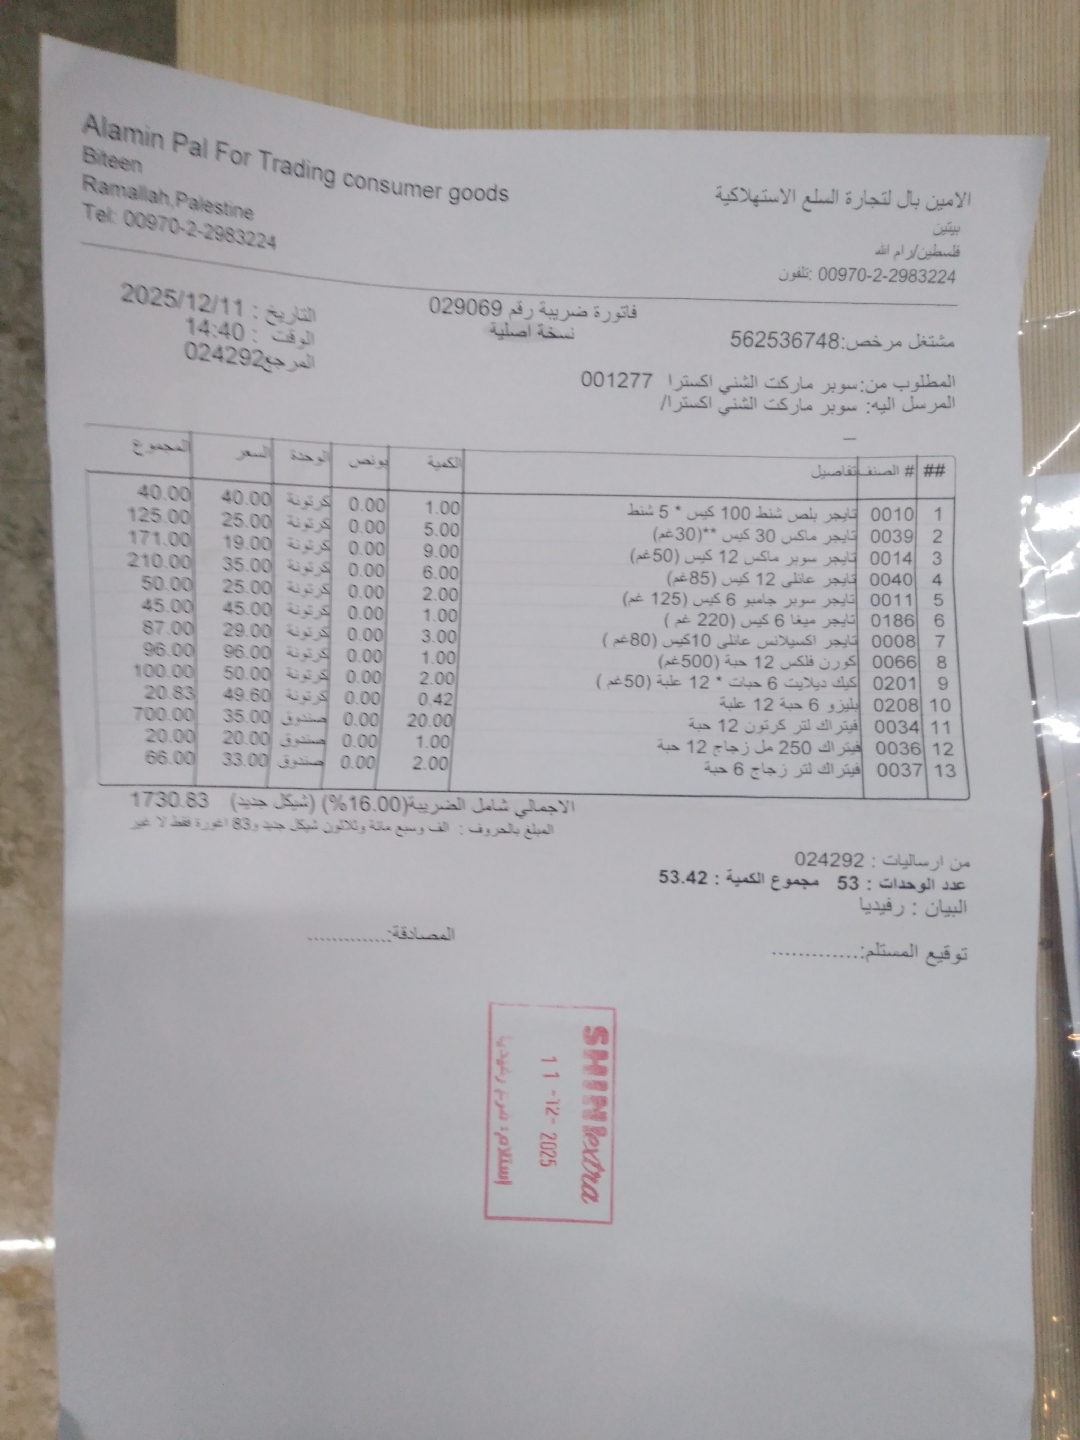 Alamin Pal For Trading consumer goods
Biteen
Ramallah,Palestine
Tel: 00970-2-2983224
الامين بال لتجارة السلع الاستهلاكية
بيتين
فلسطين/رام الله
تلفون: 00970-2-2983224
فاتورة ضريبة رقم 029069
نسخة اصلية
التاريخ : 2025/12/11
الوقت : 14:40
المرجع024292
مشتغل مرخص:562536748
المطلوب من:سوبر ماركت الشني اكسترا 001277
المرسل اليه: سوبر ماركت الشني اكسترا/
## # الصنف تفاصيل الكمية بونص الوحدة السعر المجموع
1 0010 تايجر بلص شنط 100 كيس * 5 شنط 1.00 0.00 كرتونة 40.00 40.00
2 0039 تايجر ماكس 30 كيس **(30غم) 5.00 0.00 كرتونة 25.00 125.00
3 0014 تايجر سوبر ماكس 12 كيس (50غم) 9.00 0.00 كرتونة 19.00 171.00
4 0040 تايجر عائلي 12 كيس (85غم) 6.00 0.00 كرتونة 35.00 210.00
5 0011 تايجر سوبر جامبو 6 كيس (125 غم) 2.00 0.00 كرتونة 25.00 50.00
6 0186 تايجر ميغا 6 كيس (220 غم ) 1.00 0.00 كرتونة 45.00 45.00
7 0008 تايجر اكسيلانس عائلي 10كيس (80غم ) 3.00 0.00 كرتونة 29.00 87.00
8 0066 كورن فلكس 12 حبة (500غم) 1.00 0.00 كرتونة 96.00 96.00
9 0201 كيك ديلايت 6 حبات * 12 علبة (50غم ) 2.00 0.00 كرتونة 50.00 100.00
10 0208 بليزو 6 حبة 12 علبة 0.42 0.00 كرتونة 49.60 20.83
11 0034 فيتراك لتر كرتون 12 حبة 20.00 0.00 صندوق 35.00 700.00
12 0036 فيتراك 250 مل زجاج 12 حبة 1.00 0.00 صندوق 20.00 20.00
13 0037 فيتراك لتر زجاج 6 حبة 2.00 0.00 صندوق 33.00 66.00
الاجمالي شامل الضريبة(16.00%) (شيكل جديد) 1730.83
المبلغ بالحروف : الف وسبع مائة وثلاثون شيكل جديد و83 اغورة فقط لا غير
من ارساليات : 024292
عدد الوحدات : 53 مجموع الكمية : 53.42
البيان : رفيديا
توقيع المستلم:.............
المصادقة:.............
SHINI extra
11 -12- 2025
استلام : فرع رفيديا